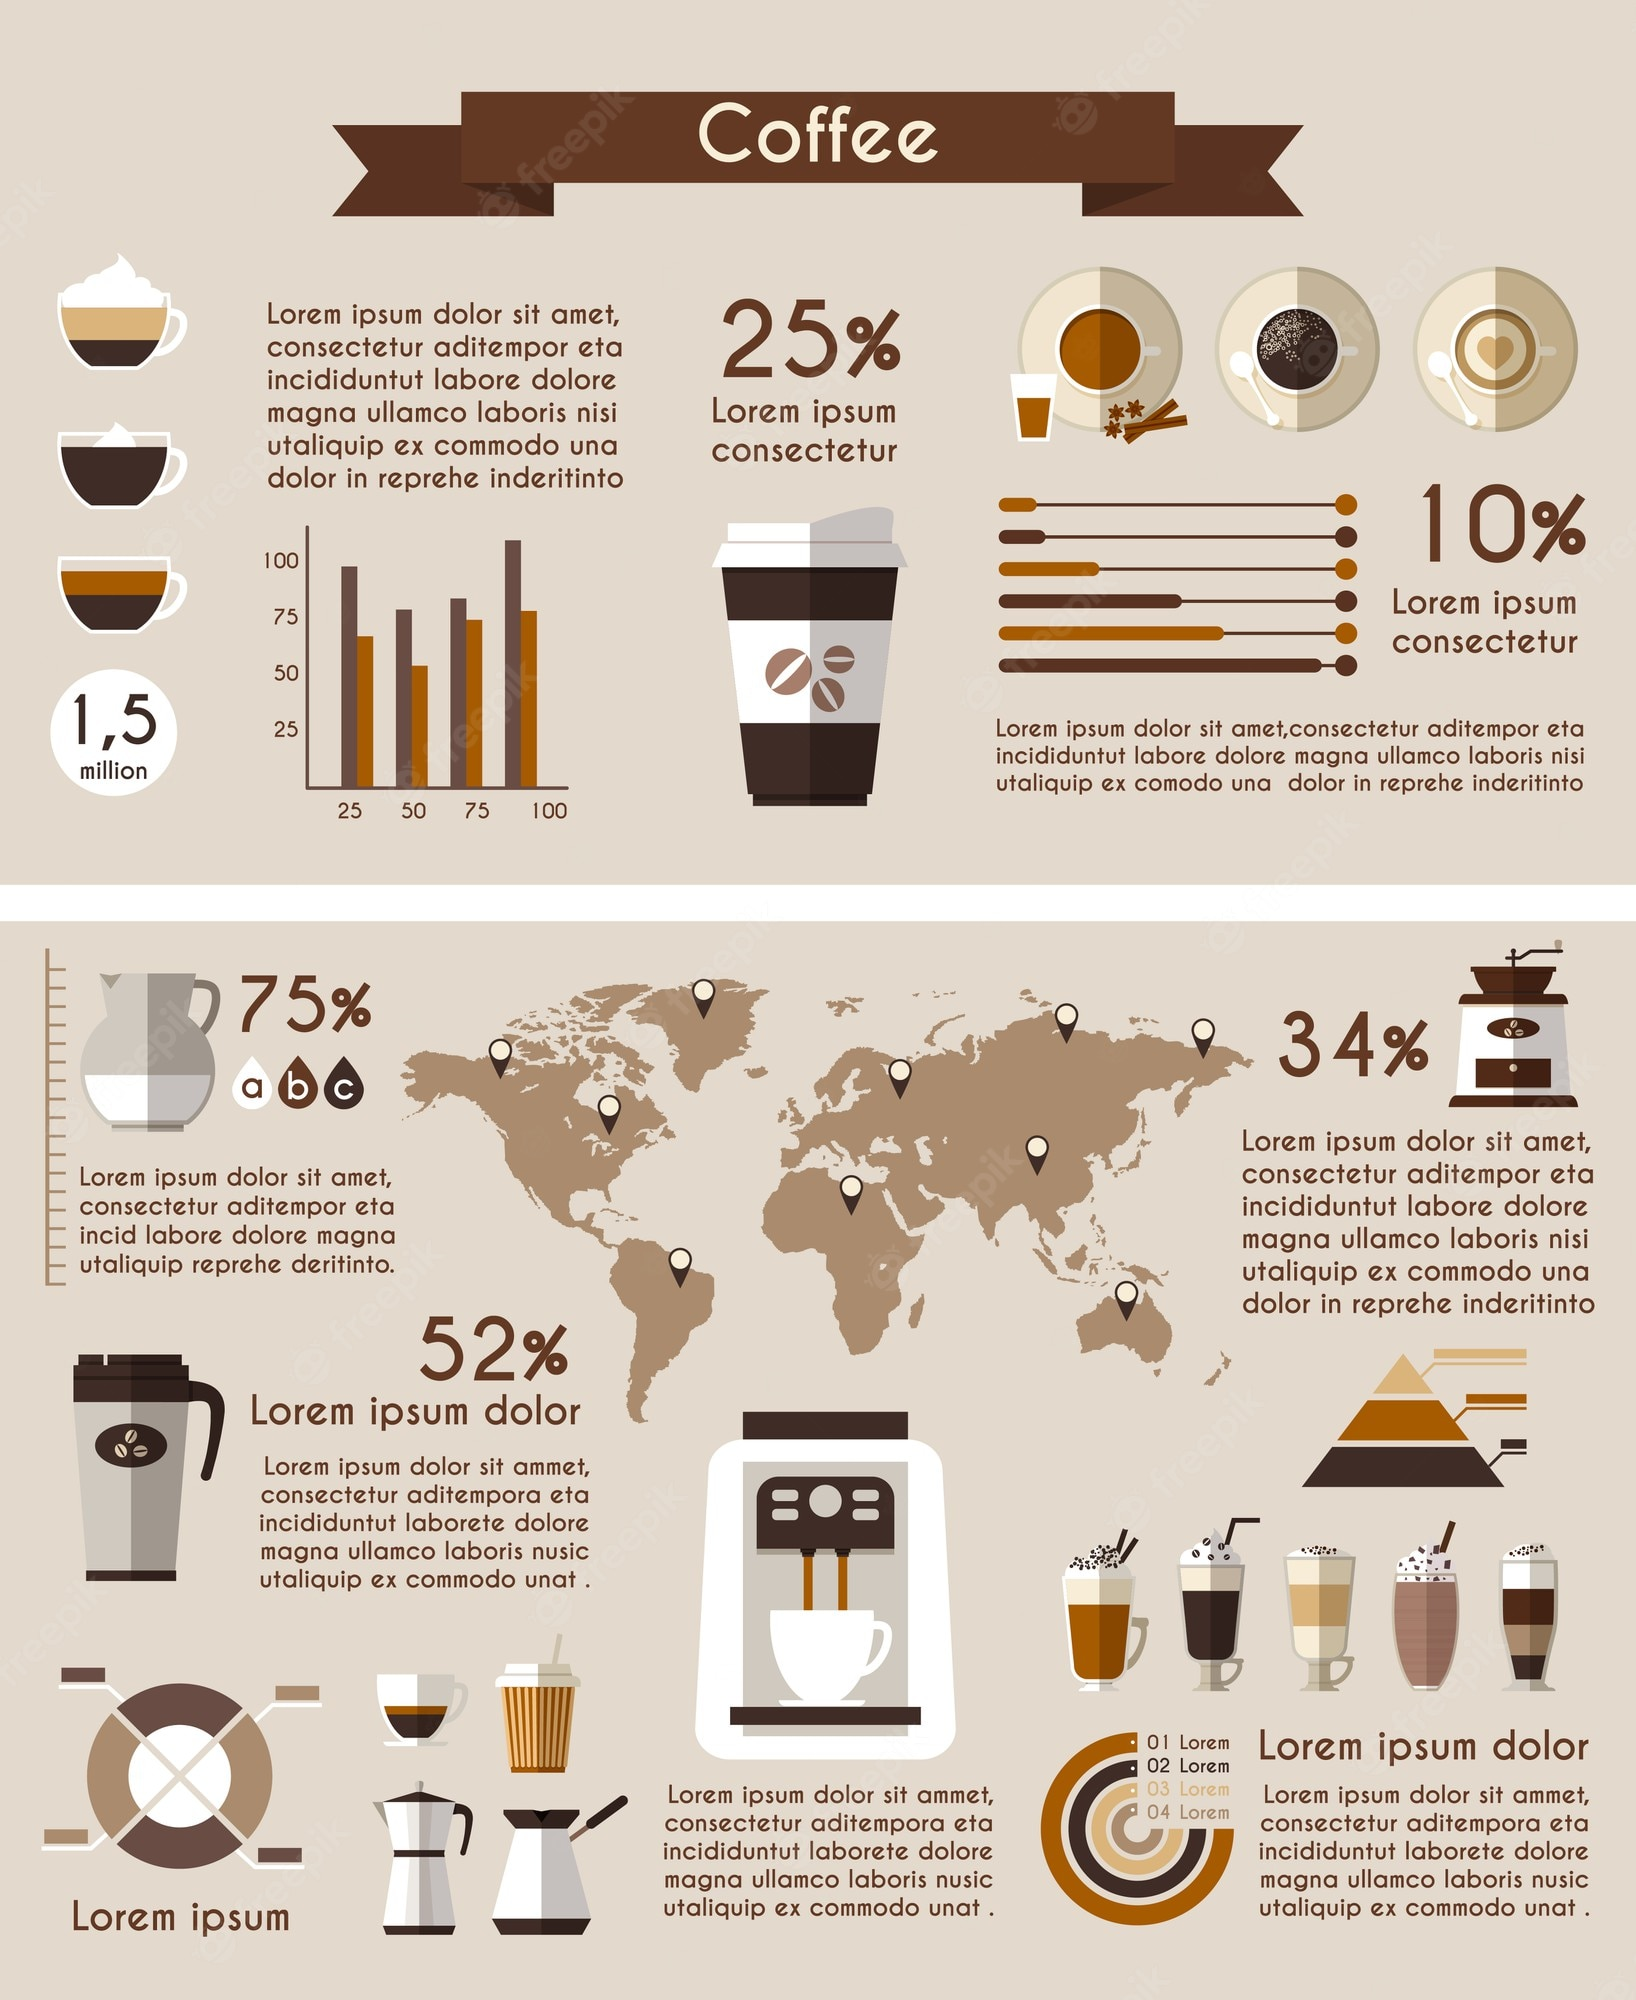 Coffee
Lorem ipsum dolor sit amet,
consectetur aditempor eta
incididuntut labore dolore
magna ullamco laboris nisi
utaliquip ex commodo una
dolor in reprehe inderitinto
25%
Lorem ipsum
consectetur
10%
Lorem ipsum
consectetur
1,5
million
100
75
50
25
25 50 75 100
Lorem ipsum dolor sit amet,consectetur aditempor eta
incididuntut labore dolore magna ullamco laboris nisi
utaliquip ex comodo una dolor in reprehe inderitinto
75%
a b c
Lorem ipsum dolor sit amet,
consectetur aditempor eta
incid labore dolore magna
utaliquip reprehe deritinto.
34%
Lorem ipsum dolor sit amet,
consectetur aditempor eta
incididuntut labore dolore
magna ullamco laboris nisi
utaliquip ex commodo una
dolor in reprehe inderitinto
52%
Lorem ipsum dolor
Lorem ipsum dolor sit ammet,
consectetur aditempora eta
incididuntut laborete dolore
magna ullamco laboris nusic
utaliquip ex commodo unat .
Lorem ipsum
Lorem ipsum dolor sit ammet,
consectetur aditempora eta
incididuntut laborete dolore
magna ullamco laboris nusic
utaliquip ex commodo unat .
01 Lorem
02 Lorem
03 Lorem
04 Lorem
Lorem ipsum dolor
Lorem ipsum dolor sit ammet,
consectetur aditempora eta
incididuntut laborete dolore
magna ullamco laboris nusic
utaliquip ex commodo unat .
freepik